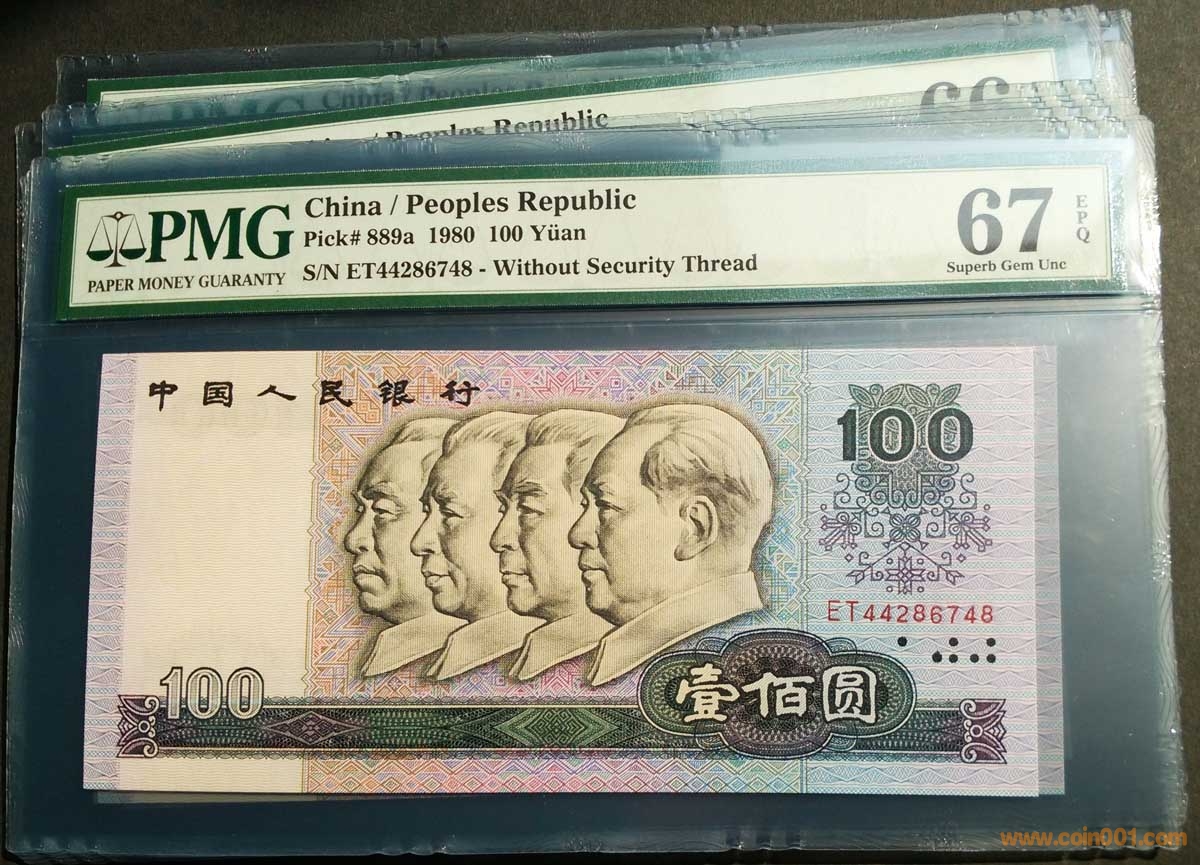 China / Peoples R
66
/ Peoples Republic
PMG
PAPER MONEY GUARANTY
China / Peoples Republic
Pick# 889a 1980 100 Yüan
S/N ET44286748 - Without Security Thread
67
EPQ
Superb Gem Unc
中国人民银行
100
ET44286748
100
壹佰圆
www.coin001.com